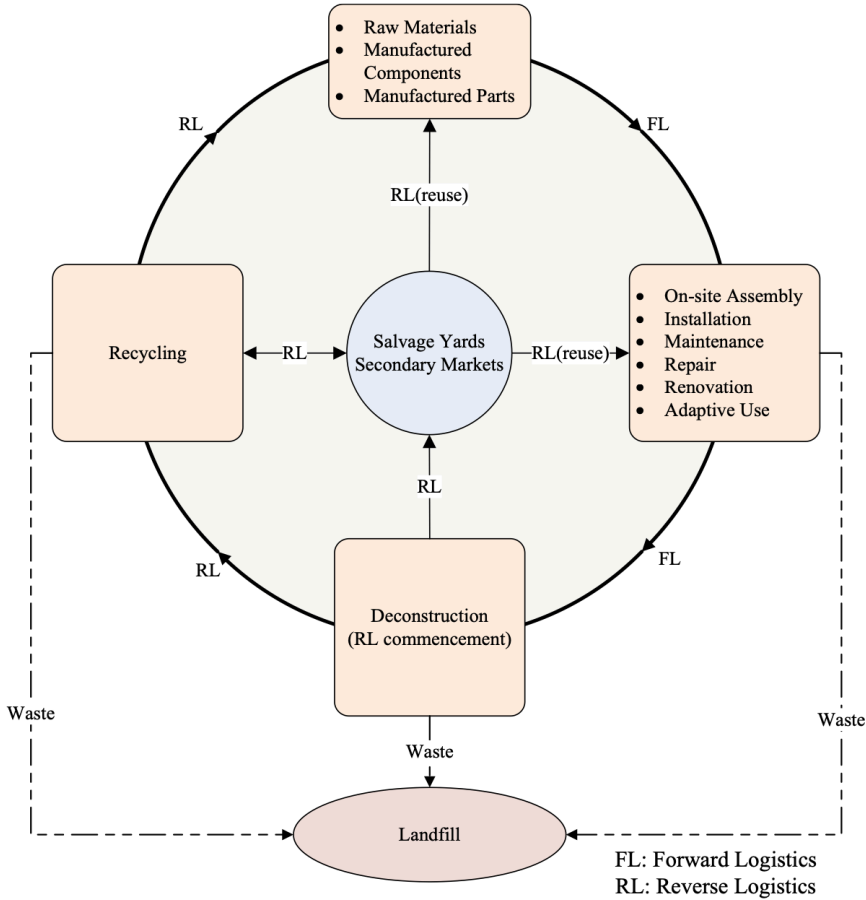 • Raw Materials
• Manufactured
Components
• Manufactured Parts
RL
FL
RL(reuse)
Recycling
RL
Salvage Yards
Secondary Markets
RL(reuse)
• On-site Assembly
• Installation
• Maintenance
• Repair
• Renovation
• Adaptive Use
RL
RL
FL
Deconstruction
(RL commencement)
Waste
Waste
Waste
Landfill
FL: Forward Logistics
RL: Reverse Logistics